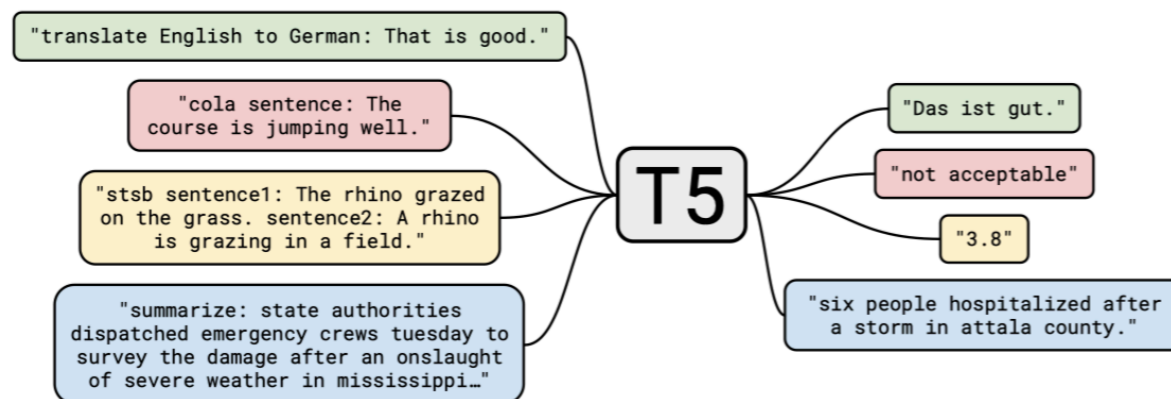 "translate English to German: That is good."
"cola sentence: The
course is jumping well."
"stsb sentence1: The rhino grazed
on the grass. sentence2: A rhino
is grazing in a field."
"summarize: state authorities
dispatched emergency crews tuesday to
survey the damage after an onslaught
of severe weather in mississippi…"
T5
"Das ist gut."
"not acceptable"
"3.8"
"six people hospitalized after
a storm in attala county."